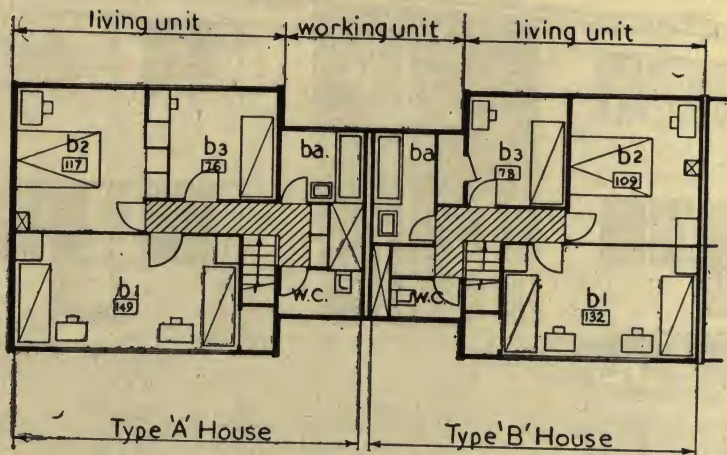 living unit
working unit
living unit
b2
117
b3
76
ba.
ba
b3
78
b2
109
b1
149
w.c.
w.c.
b1
132
Type 'A' House
Type 'B' House